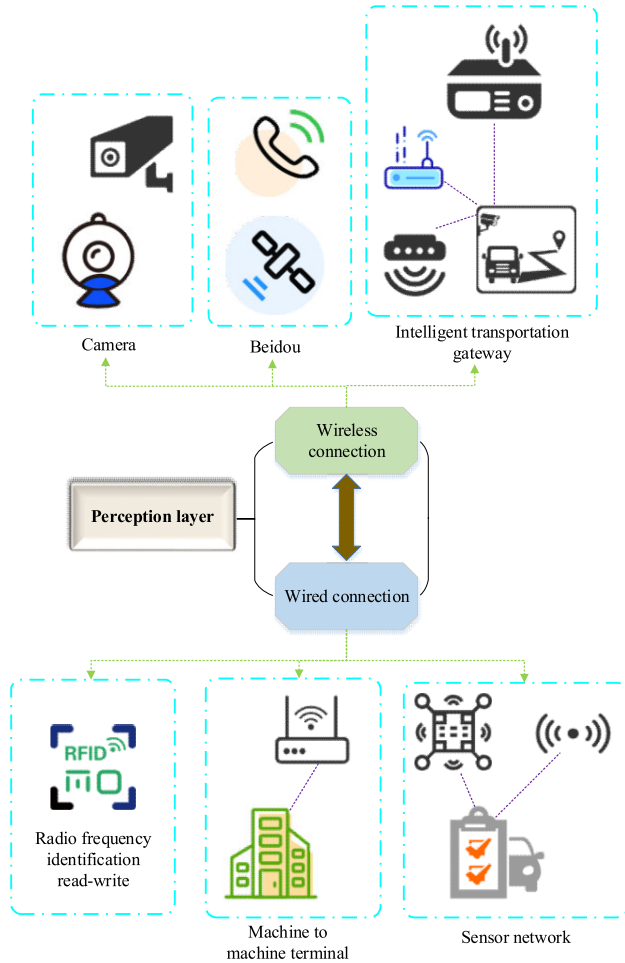 Camera
Beidou
Intelligent transportation
gateway
Wireless
connection
Perception layer
Wired connection
RFID
Radio frequency
identification
read-write
Machine to
machine terminal
Sensor network